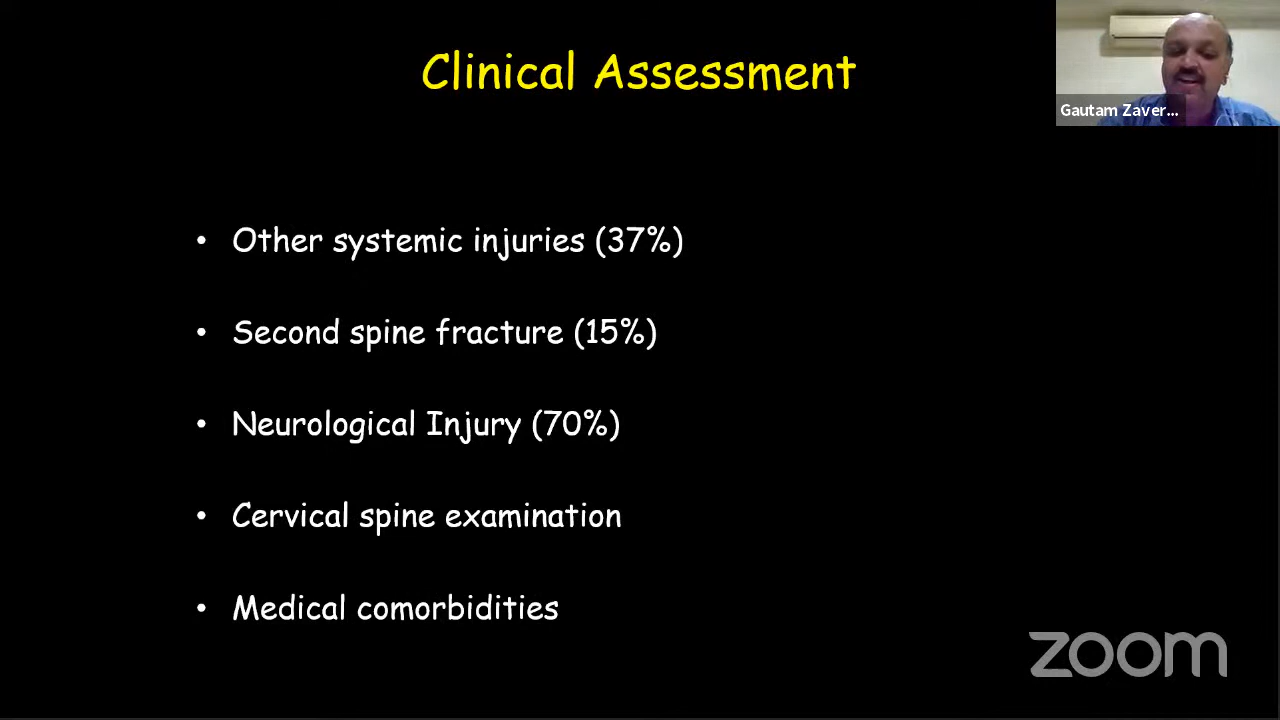 Clinical Assessment
Gautam Zaver...
• Other systemic injuries (37%)
• Second spine fracture (15%)
• Neurological Injury (70%)
• Cervical spine examination
• Medical comorbidities
zoom